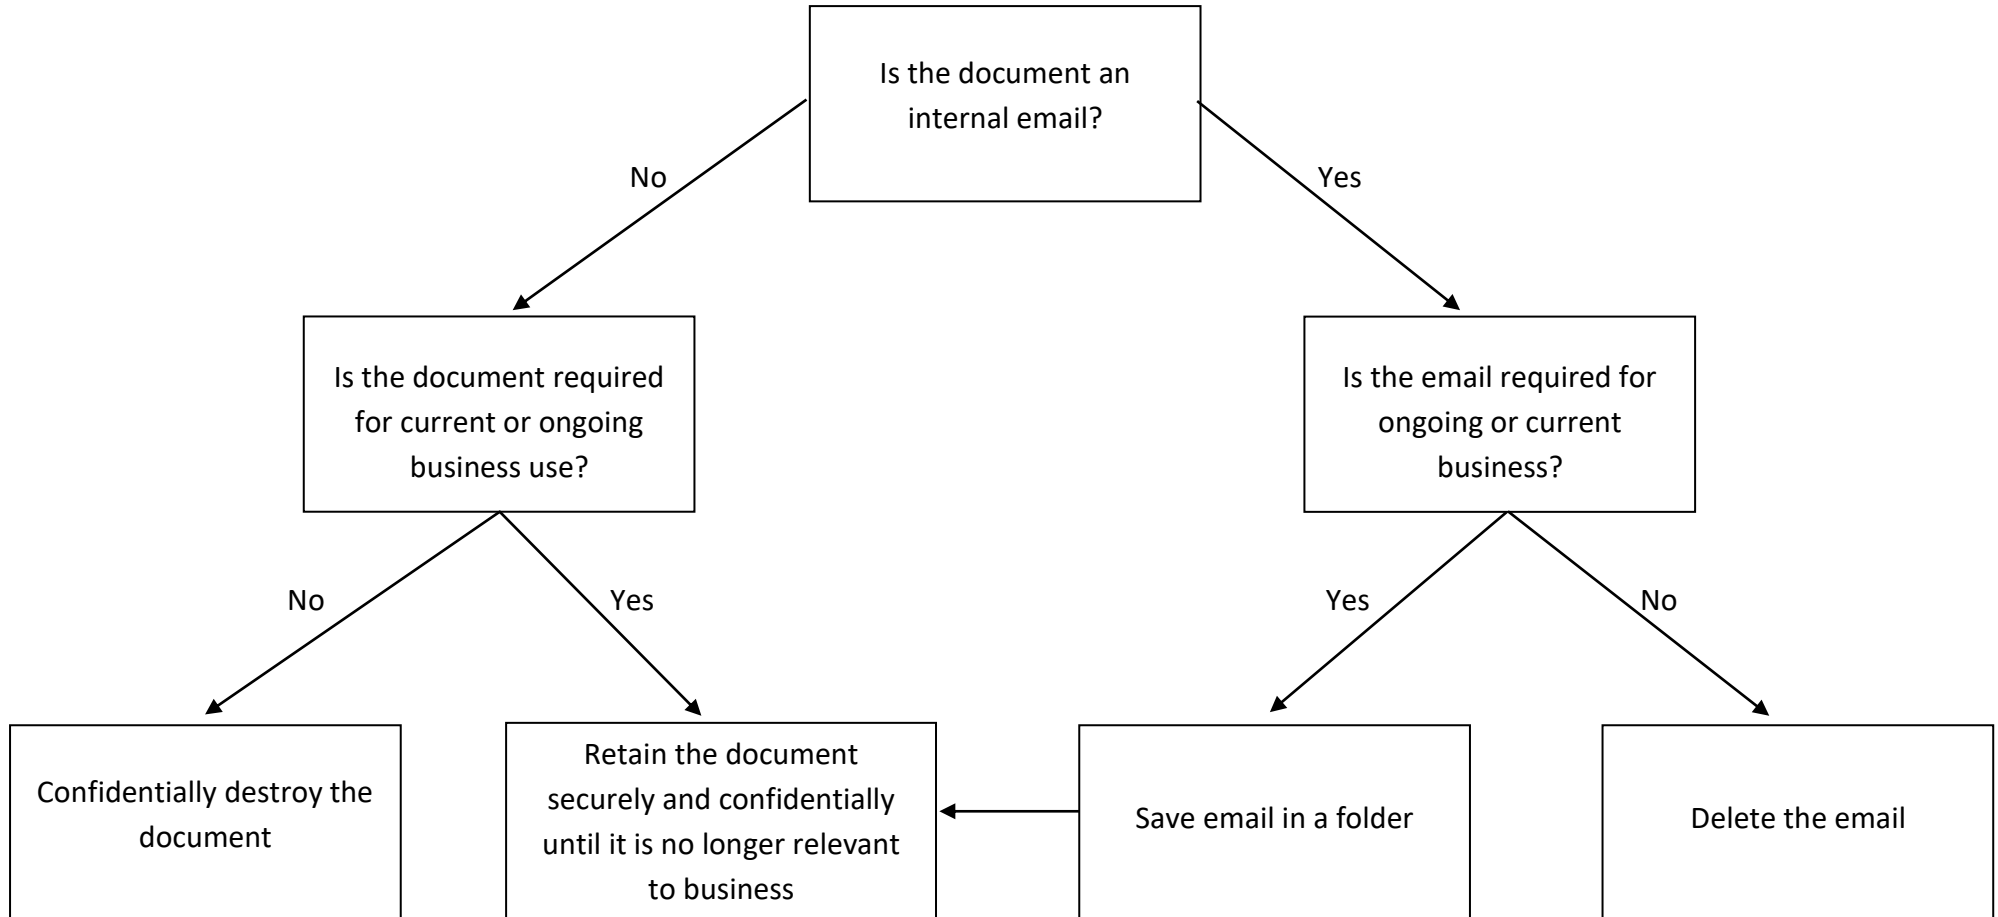 Is the document an
internal email?
No
Yes
Is the document required
for current or ongoing
business use?
Is the email required for
ongoing or current
business?
No
Yes
Yes
No
Confidentially destroy the
document
Retain the document
securely and confidentially
until it is no longer relevant
to business
Save email in a folder
Delete the email